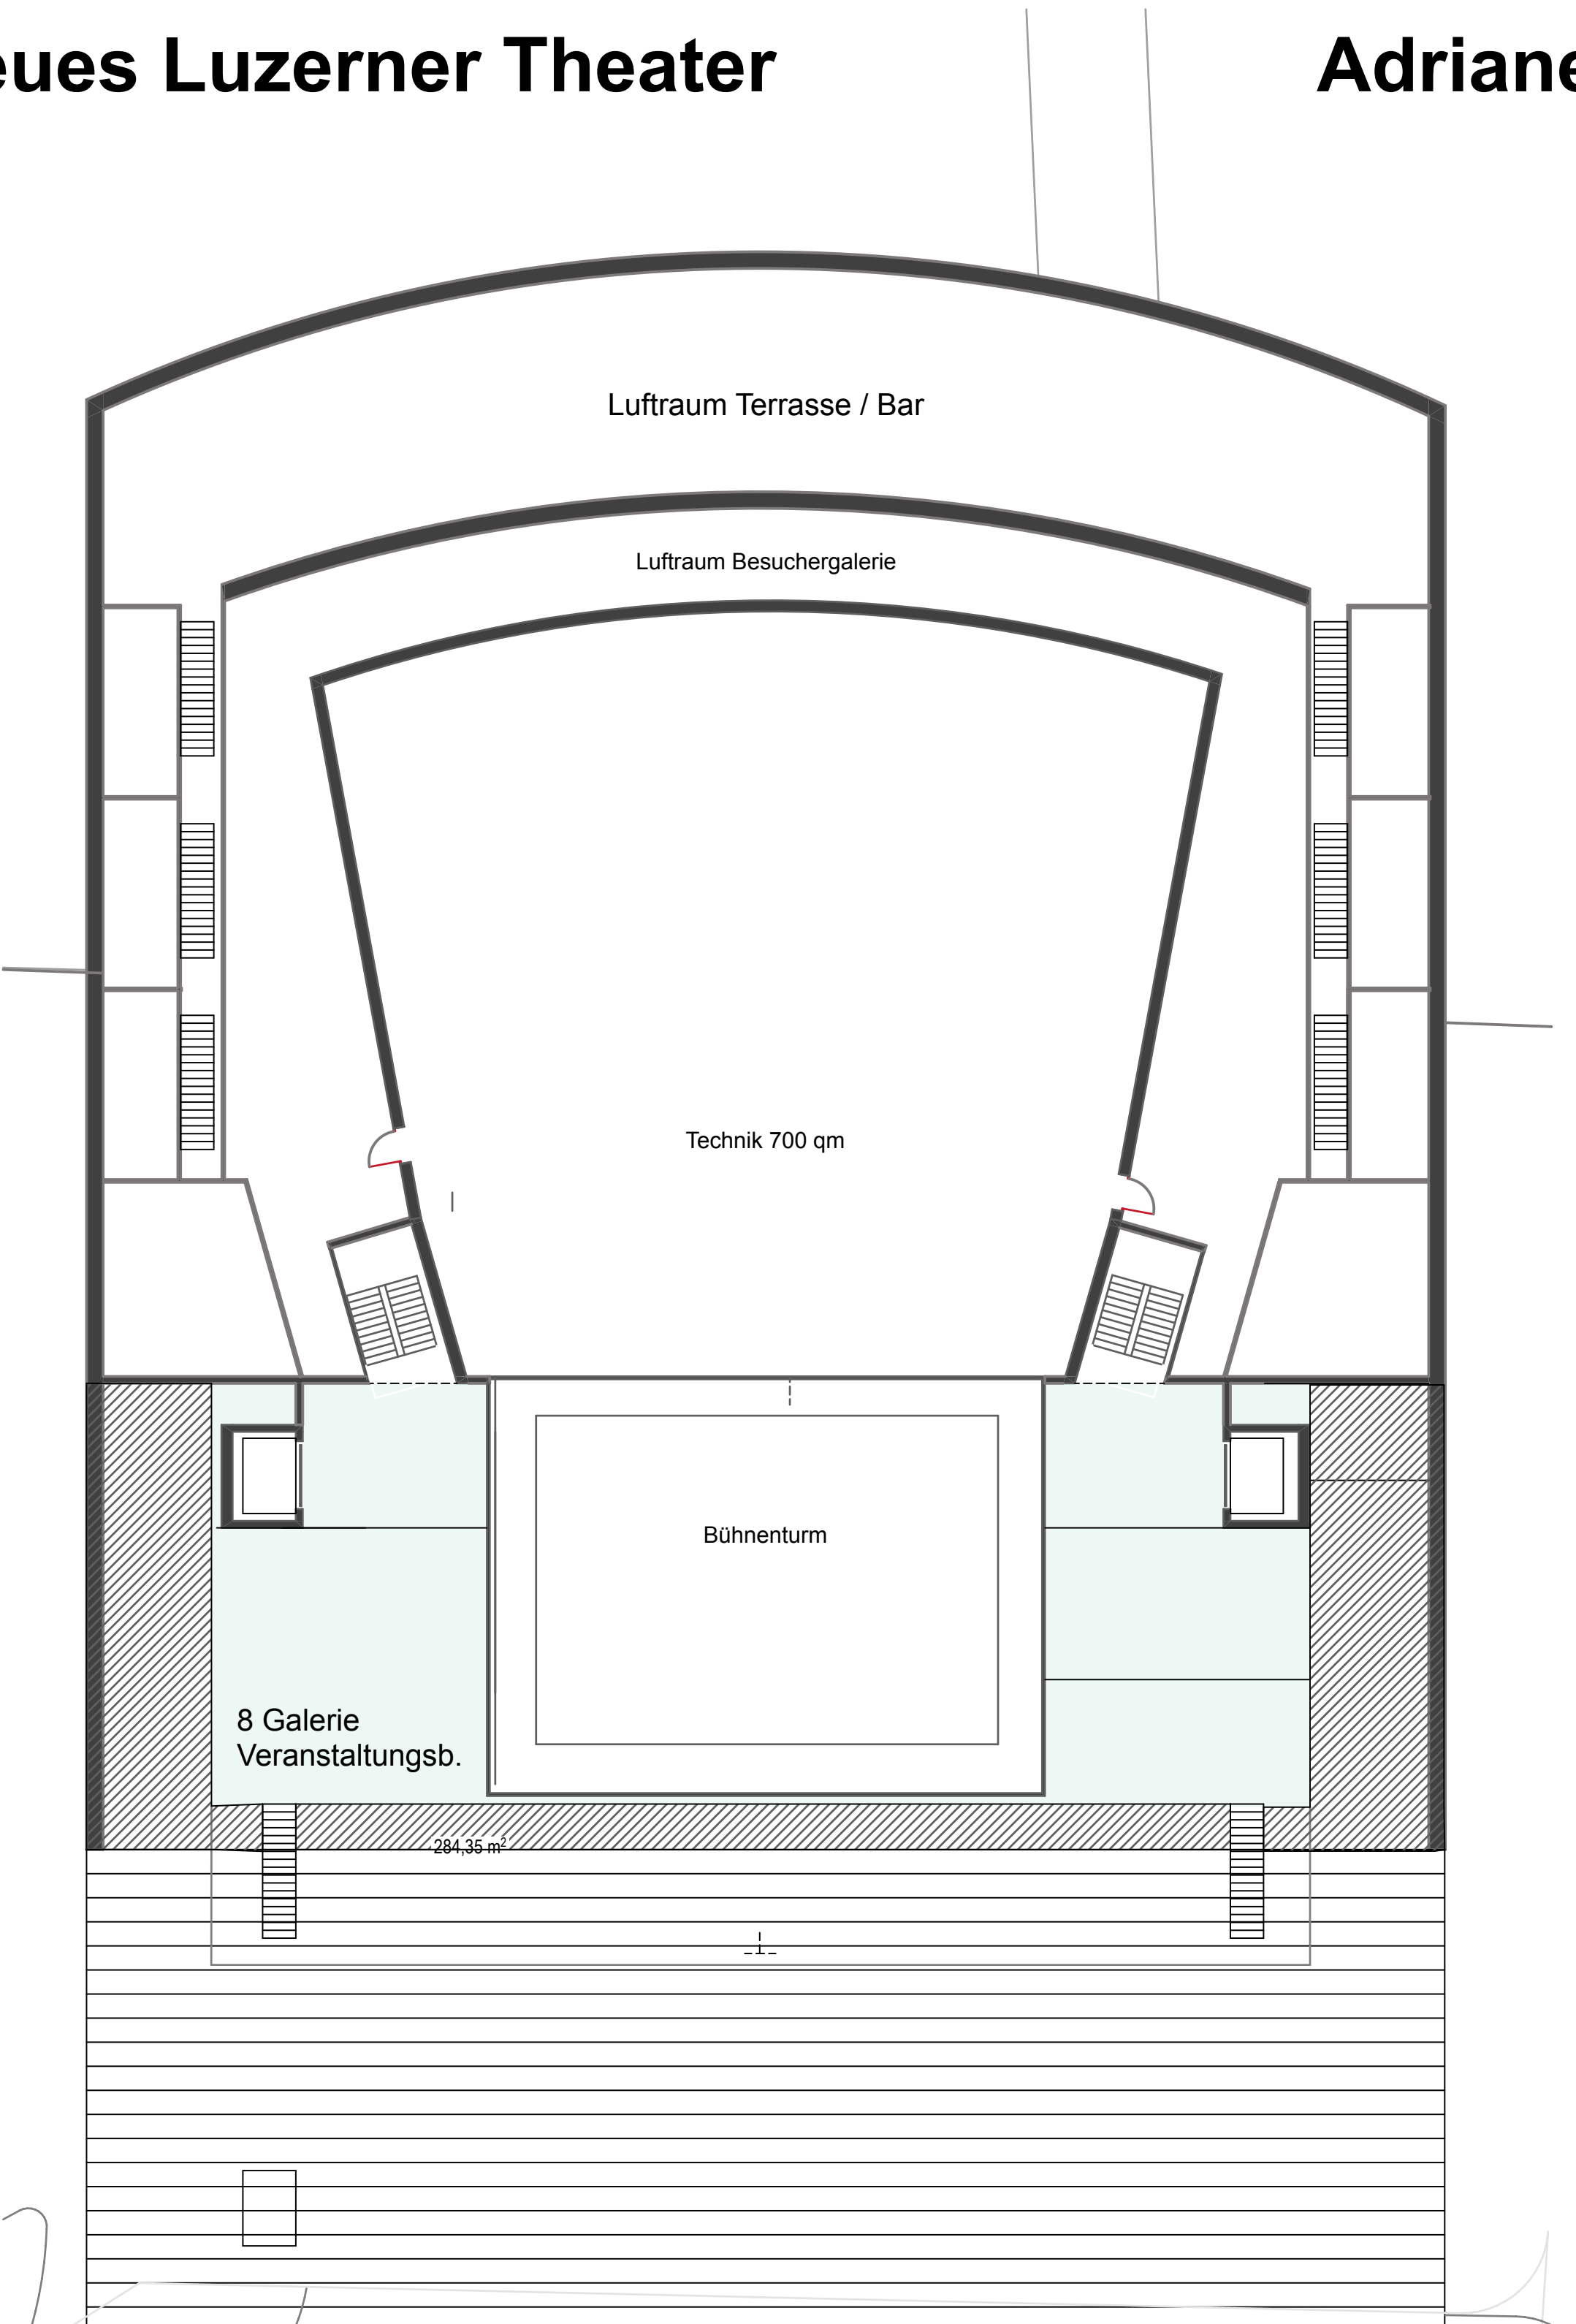 eues Luzerner Theater
Adriane
Luftraum Terrasse / Bar
Luftraum Besuchergalerie
Technik 700 qm
Bühnenturm
8 Galerie
Veranstaltungsb.
284,35 m²